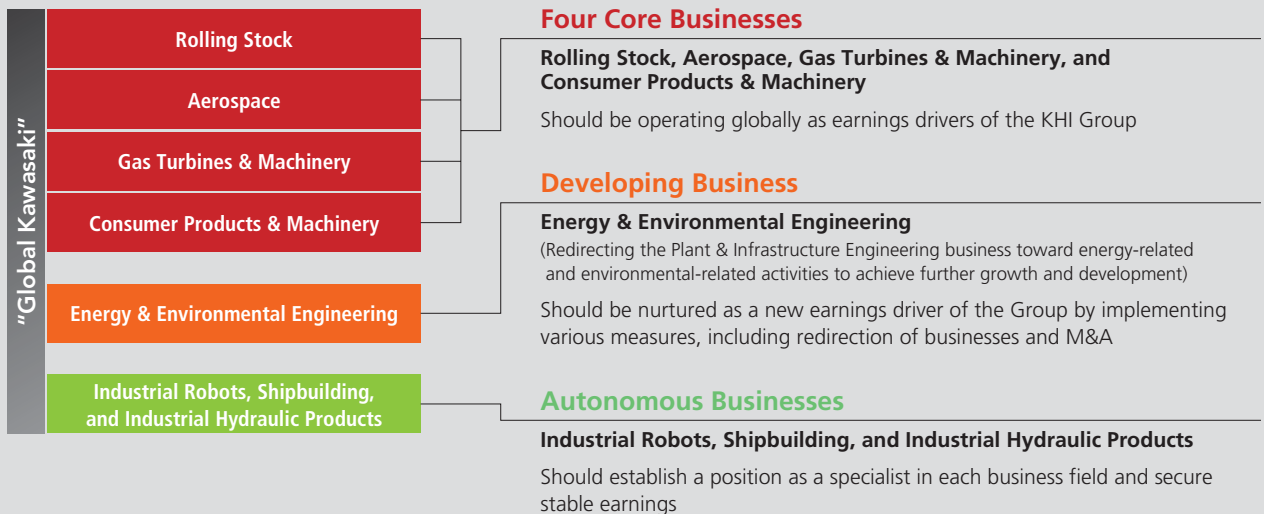 "Global Kawasaki"
Rolling Stock
Aerospace
Gas Turbines & Machinery
Consumer Products & Machinery
Energy & Environmental Engineering
Industrial Robots, Shipbuilding,
and Industrial Hydraulic Products
Four Core Businesses
Rolling Stock, Aerospace, Gas Turbines & Machinery, and
Consumer Products & Machinery
Should be operating globally as earnings drivers of the KHI Group
Developing Business
Energy & Environmental Engineering
(Redirecting the Plant & Infrastructure Engineering business toward energy-related
and environmental-related activities to achieve further growth and development)
Should be nurtured as a new earnings driver of the Group by implementing
various measures, including redirection of businesses and M&A
Autonomous Businesses
Industrial Robots, Shipbuilding, and Industrial Hydraulic Products
Should establish a position as a specialist in each business field and secure
stable earnings